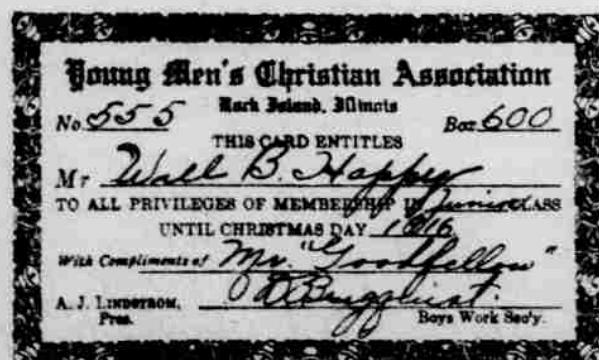 Young Men's Christian Association
Rock Island, Illinois
No. 555 Box 600
THIS CARD ENTITLES
Mr Will B. Happy
TO ALL PRIVILEGES OF MEMBERSHIP IN Junior CLASS
UNTIL CHRISTMAS DAY 1916
With Compliments of Mr. "Goodfellow"
A. J. LINDSTROM,
Pres. Boys Work Sec'y.